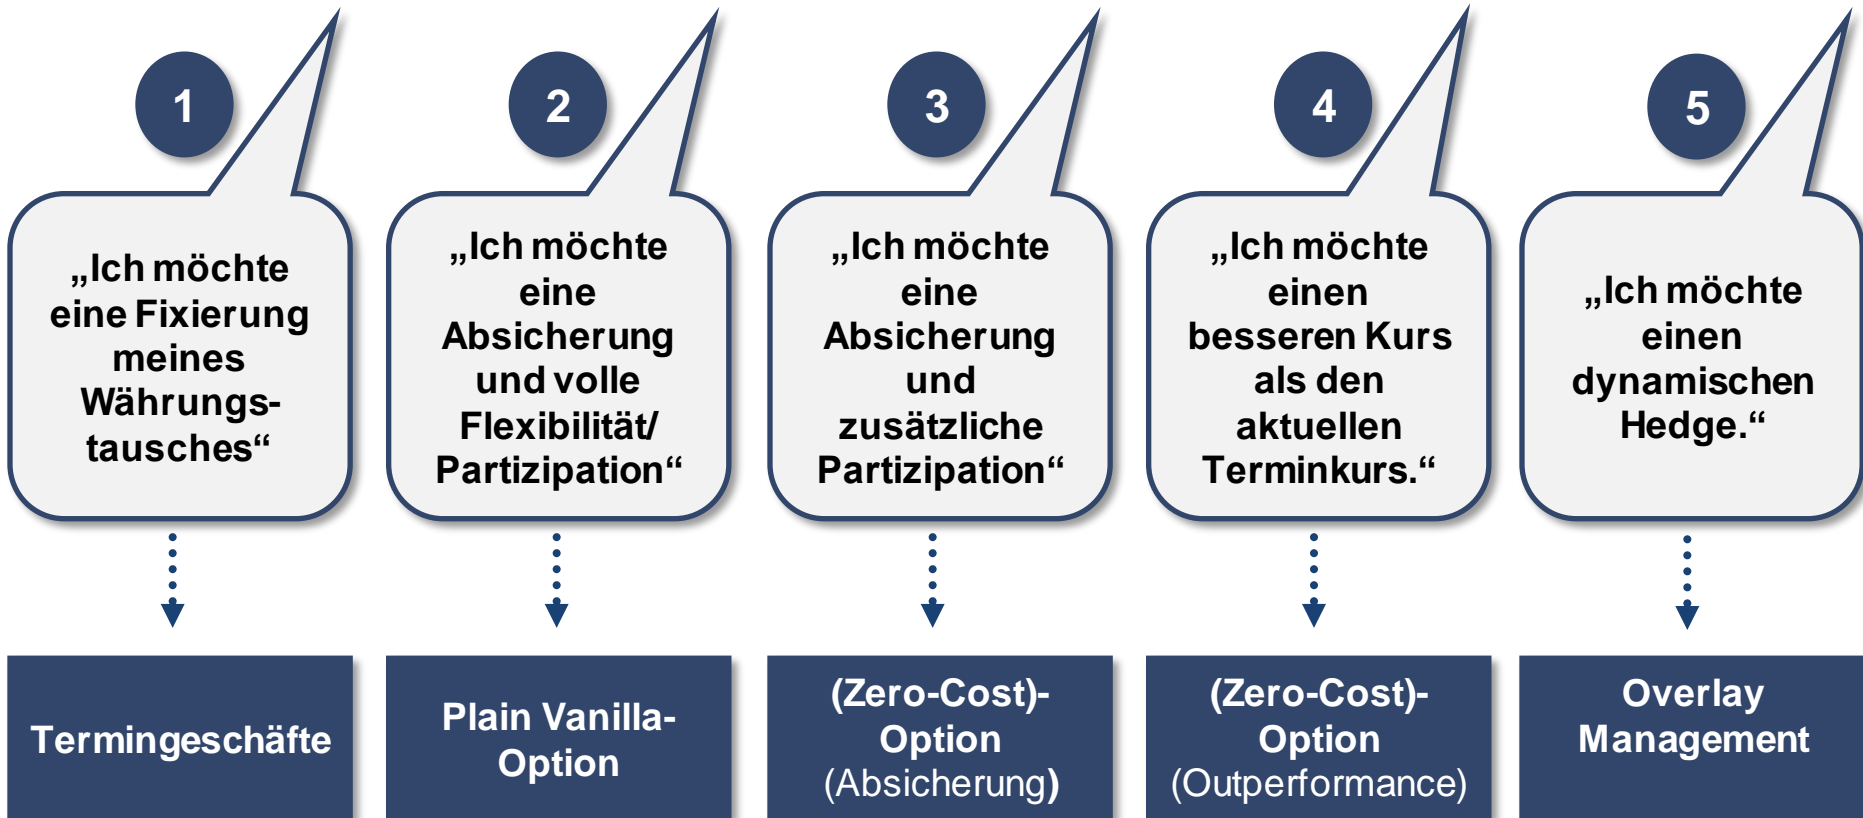 1
„Ich möchte
eine Fixierung
meines
Währungs-
tausches“
Termingeschäfte
2
„Ich möchte
eine
Absicherung
und volle
Flexibilität/
Partizipation“
Plain Vanilla-
Option
3
„Ich möchte
eine
Absicherung
und
zusätzliche
Partizipation“
(Zero-Cost)-
Option
(Absicherung)
4
„Ich möchte
einen
besseren Kurs
als den
aktuellen
Terminkurs.“
(Zero-Cost)-
Option
(Outperformance)
5
„Ich möchte
einen
dynamischen
Hedge.“
Overlay
Management